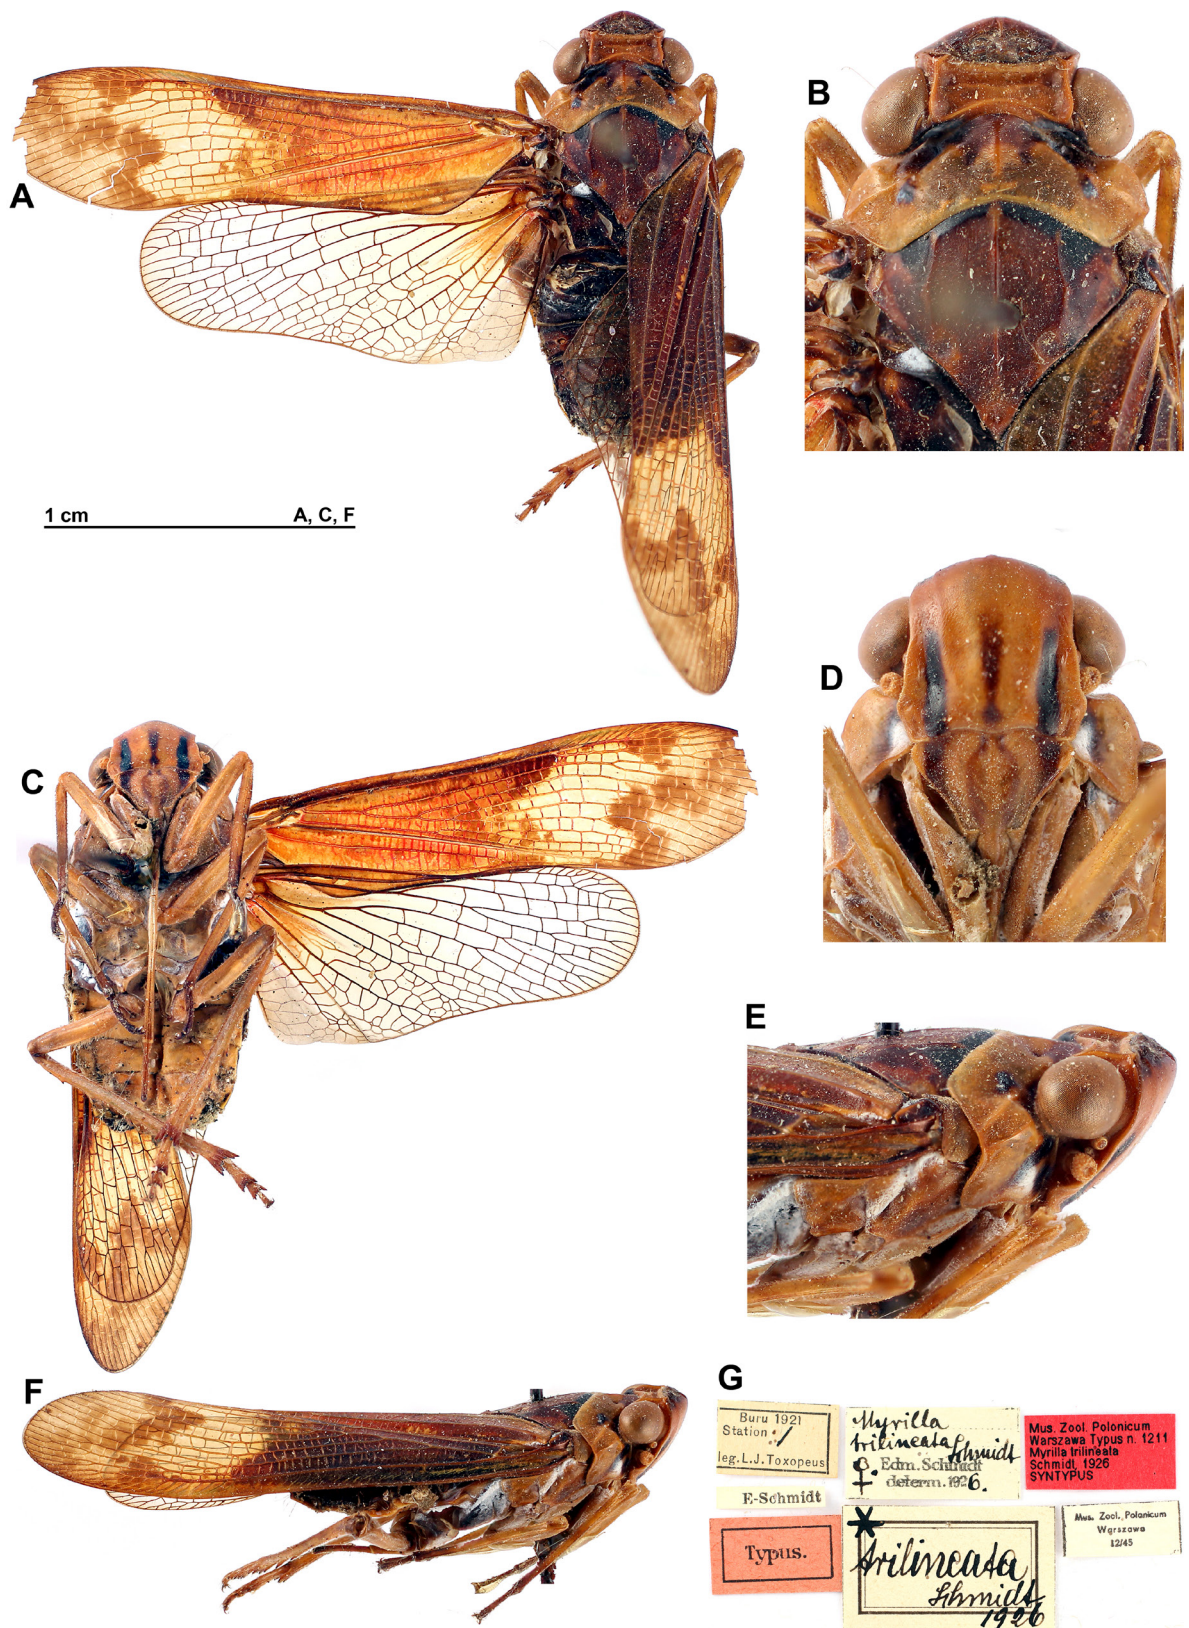 A
B
1 cm A, C, F
C
D
E
F
G
Buru 1921
Station 1
leg. L.J. Toxopeus
E-Schmidt
Typus.
Myrilla
trilineata Schmidt
♀. Edm. Schmidt
determ. 1926.
trilineata
Schmidt
1926
Mus. Zool. Polonicum
Warszawa Typus n. 1211
Myrilla trilineata
Schmidt, 1926
SYNTYPUS
Mus. Zool. Polonicum
Warszawa
12/45